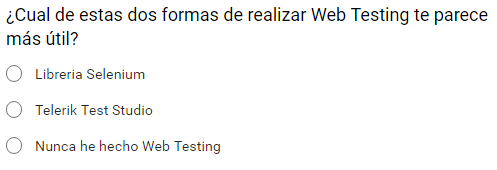 ¿Cual de estas dos formas de realizar Web Testing te parece
más útil?
Libreria Selenium
Telerik Test Studio
Nunca he hecho Web Testing